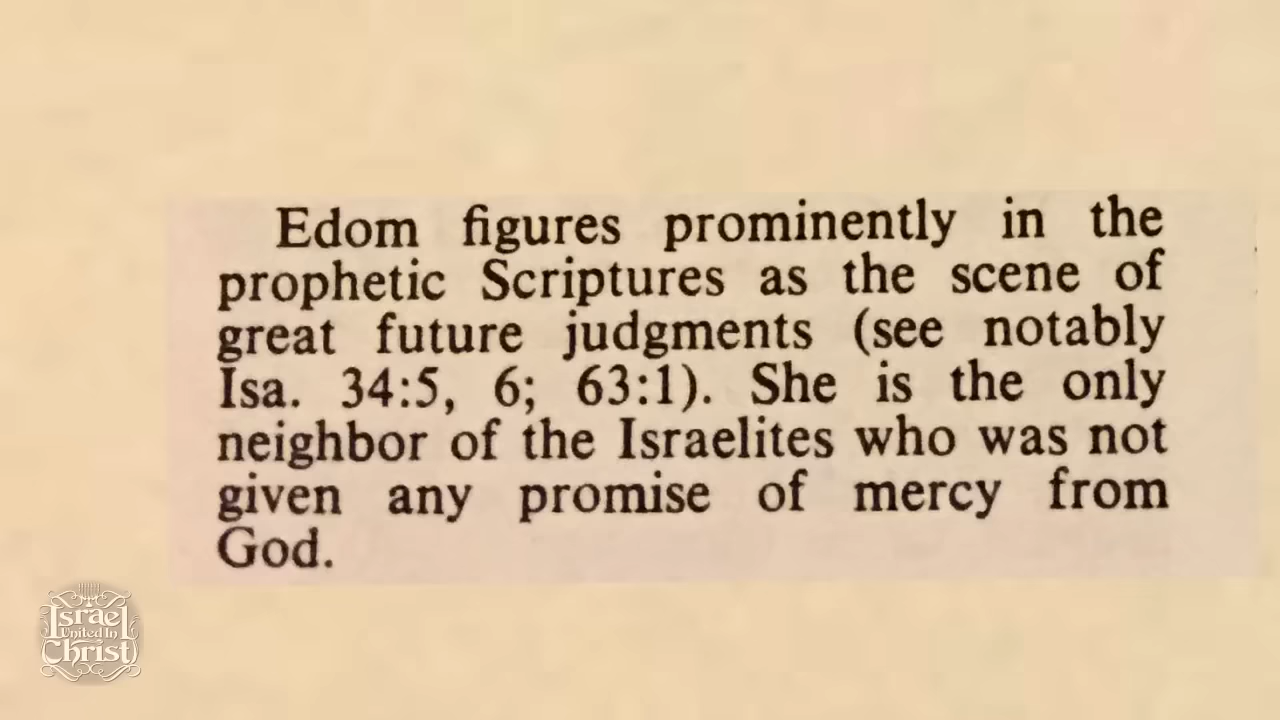 Edom figures prominently in the
prophetic Scriptures as the scene of
great future judgments (see notably
Isa. 34:5, 6; 63:1). She is the only
neighbor of the Israelites who was not
given any promise of mercy from
God.
Israel
United In
Christ